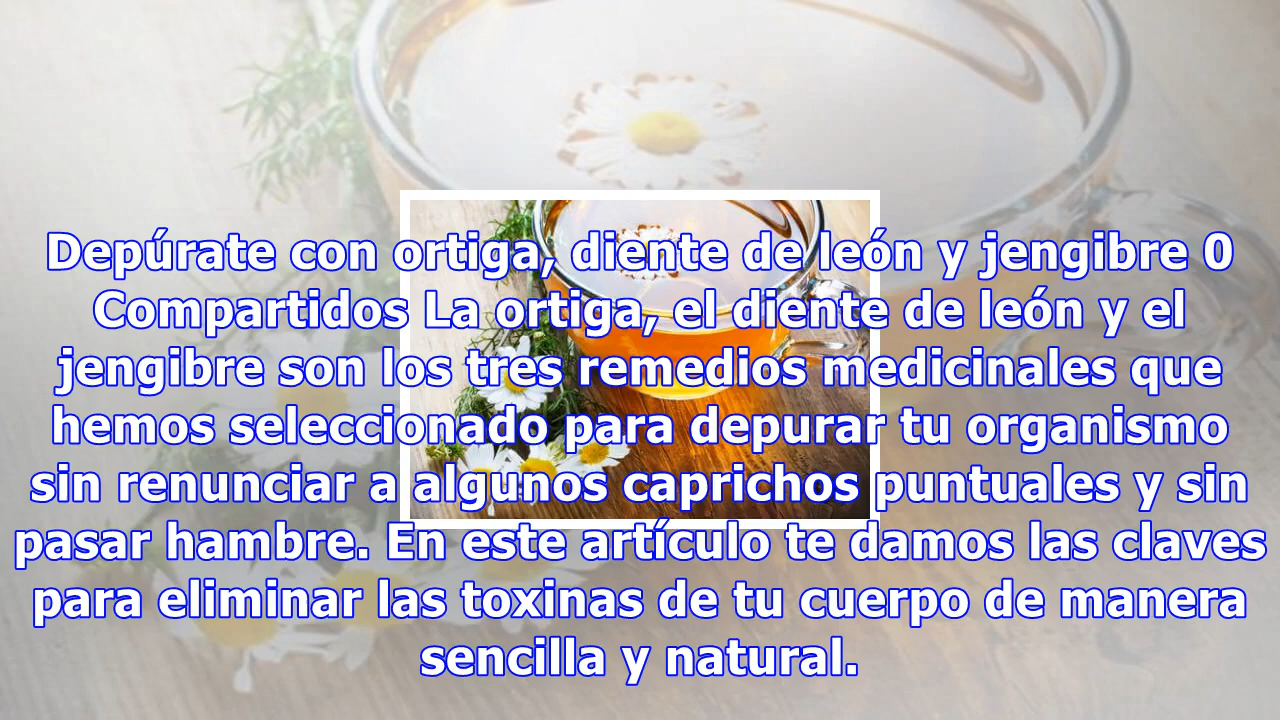 Depúrate con ortiga, diente de león y jengibre 0
Compartidos La ortiga, el diente de león y el
jengibre son los tres remedios medicinales que
hemos seleccionado para depurar tu organismo
sin renunciar a algunos caprichos puntuales y sin
pasar hambre. En este artículo te damos las claves
para eliminar las toxinas de tu cuerpo de manera
sencilla y natural.